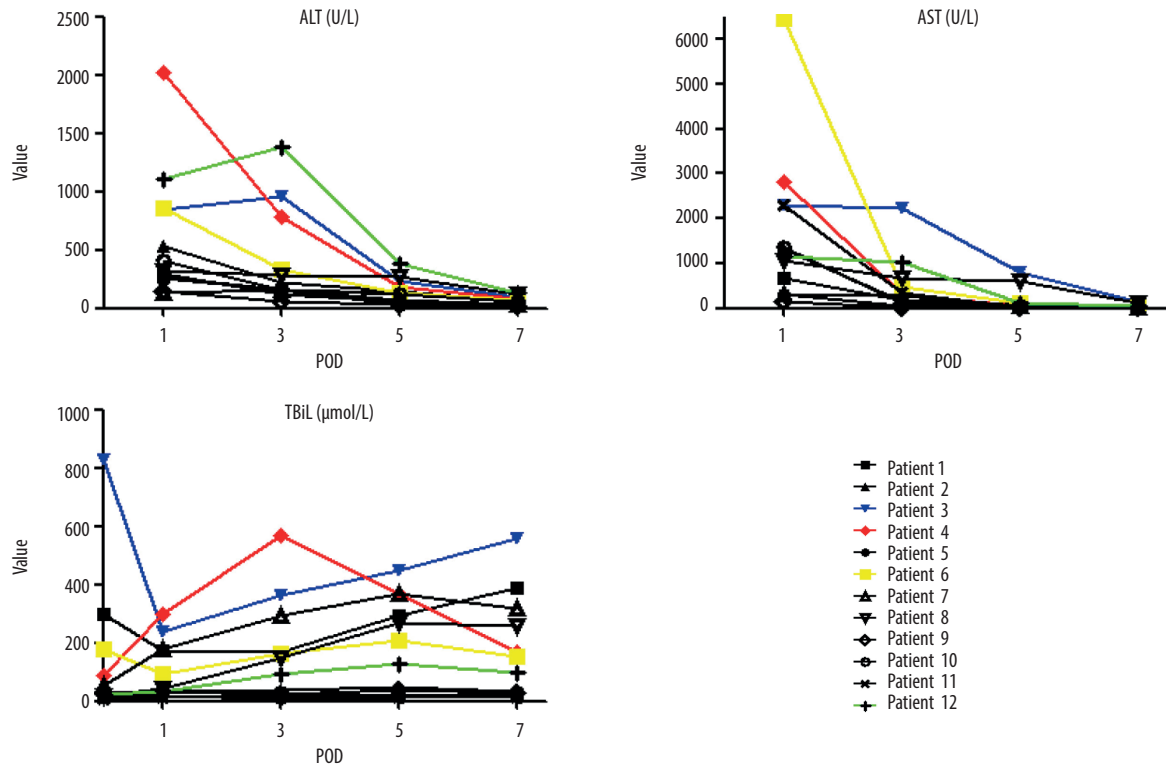 ALT (U/L)
2500
2000
1500
1000
500
0
Value
1 3 5 7
POD
AST (U/L)
6000
5000
4000
3000
2000
1000
0
Value
1 3 5 7
POD
TBiL (µmol/L)
1000
800
600
400
200
0
Value
1 3 5 7
POD
Patient 1
Patient 2
Patient 3
Patient 4
Patient 5
Patient 6
Patient 7
Patient 8
Patient 9
Patient 10
Patient 11
Patient 12